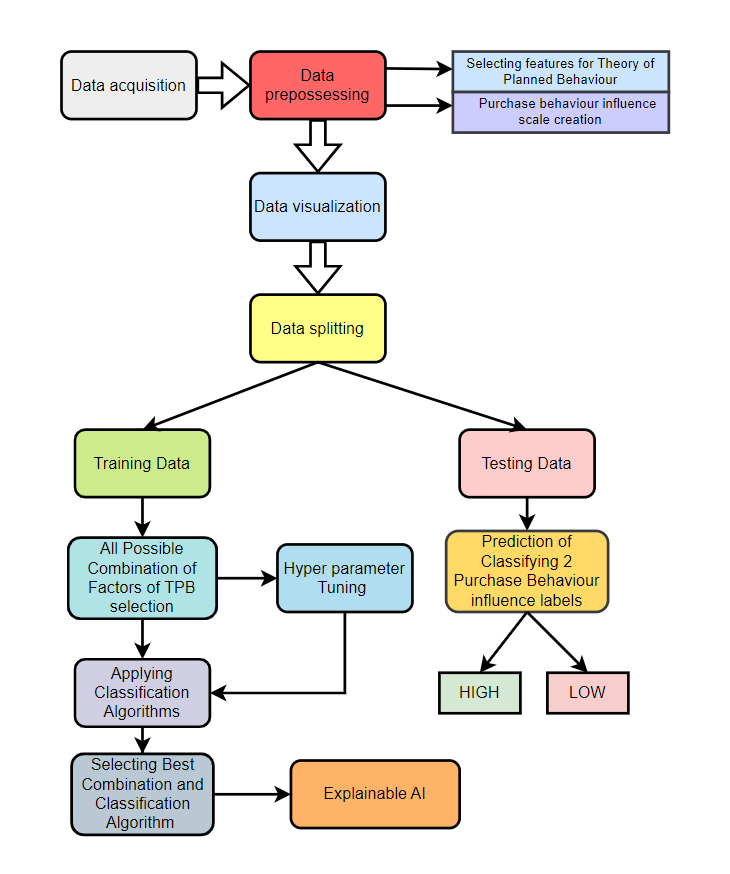 Data acquisition
Data
prepossessing
Selecting features for Theory of
Planned Behaviour
Purchase behaviour influence
scale creation
Data visualization
Data splitting
Training Data
Testing Data
All Possible
Combination of
Factors of TPB
selection
Hyper parameter
Tuning
Prediction of
Classifying 2
Purchase Behaviour
influence labels
Applying
Classification
Algorithms
HIGH
LOW
Selecting Best
Combination and
Classification
Algorithm
Explainable AI